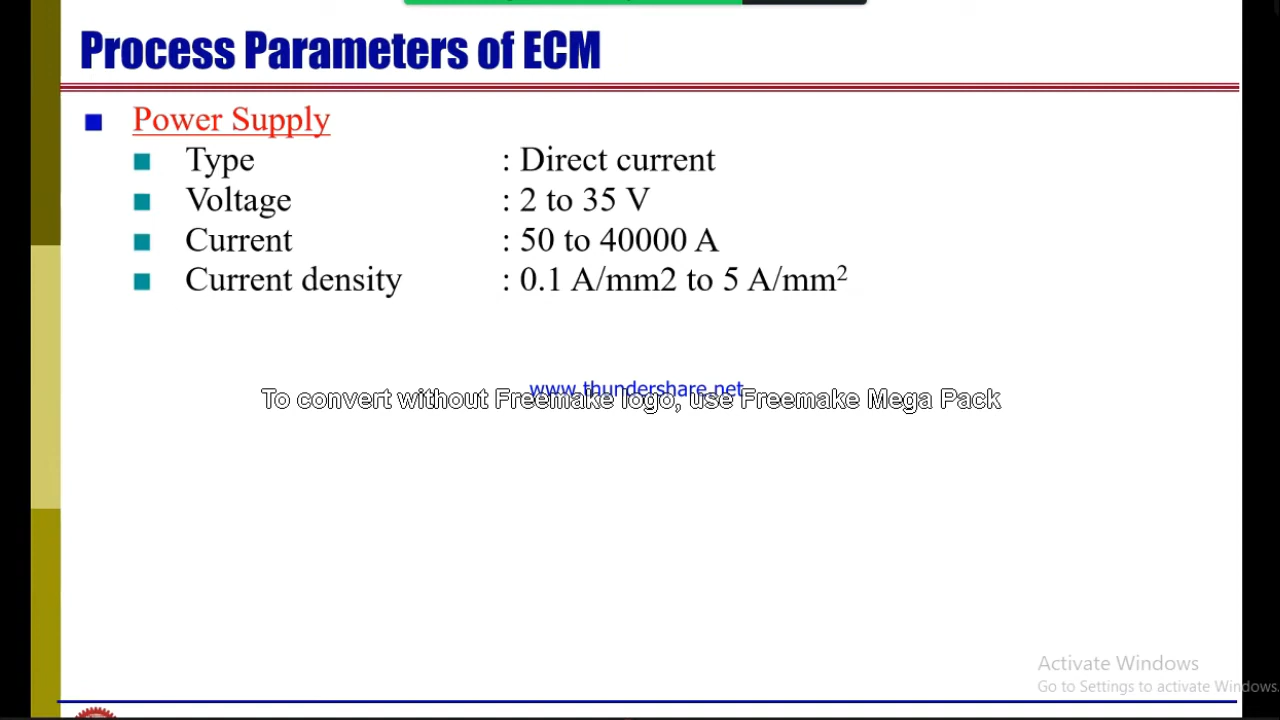 Process Parameters of ECM
■ Power Supply
■ Type : Direct current
■ Voltage : 2 to 35 V
■ Current : 50 to 40000 A
■ Current density : 0.1 A/mm2 to 5 A/mm²
www.thundershare.net
To convert without Freemake logo, use Freemake Mega Pack
Activate Windows
Go to Settings to activate Windows.